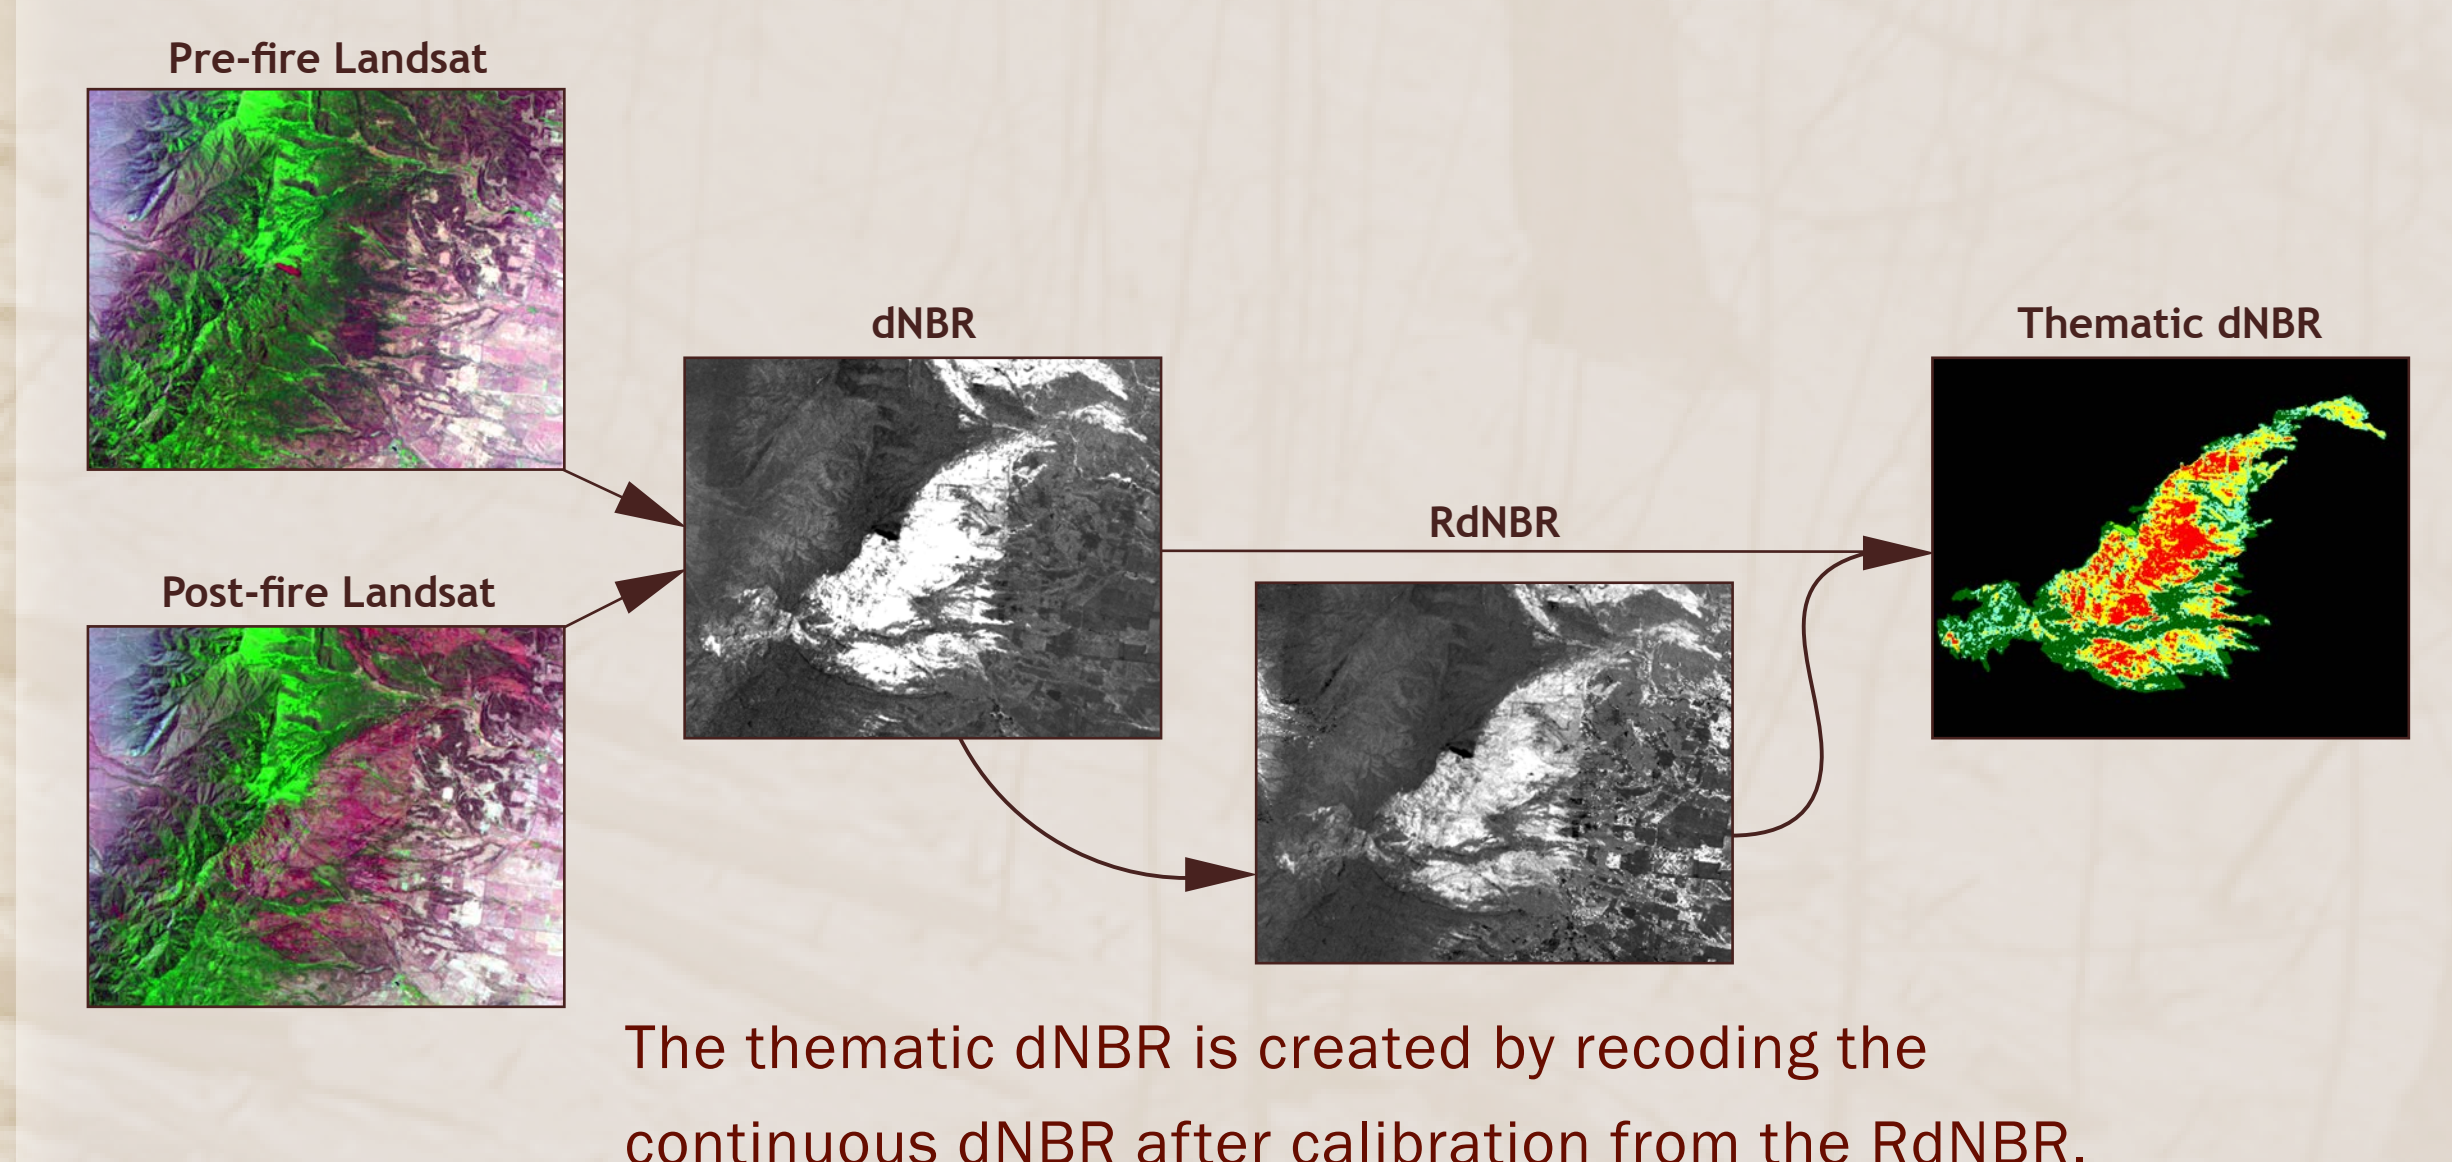 Pre-fire Landsat
dNBR
Thematic dNBR
RdNBR
Post-fire Landsat
The thematic dNBR is created by recoding the
continuous dNBR after calibration from the RdNBR.